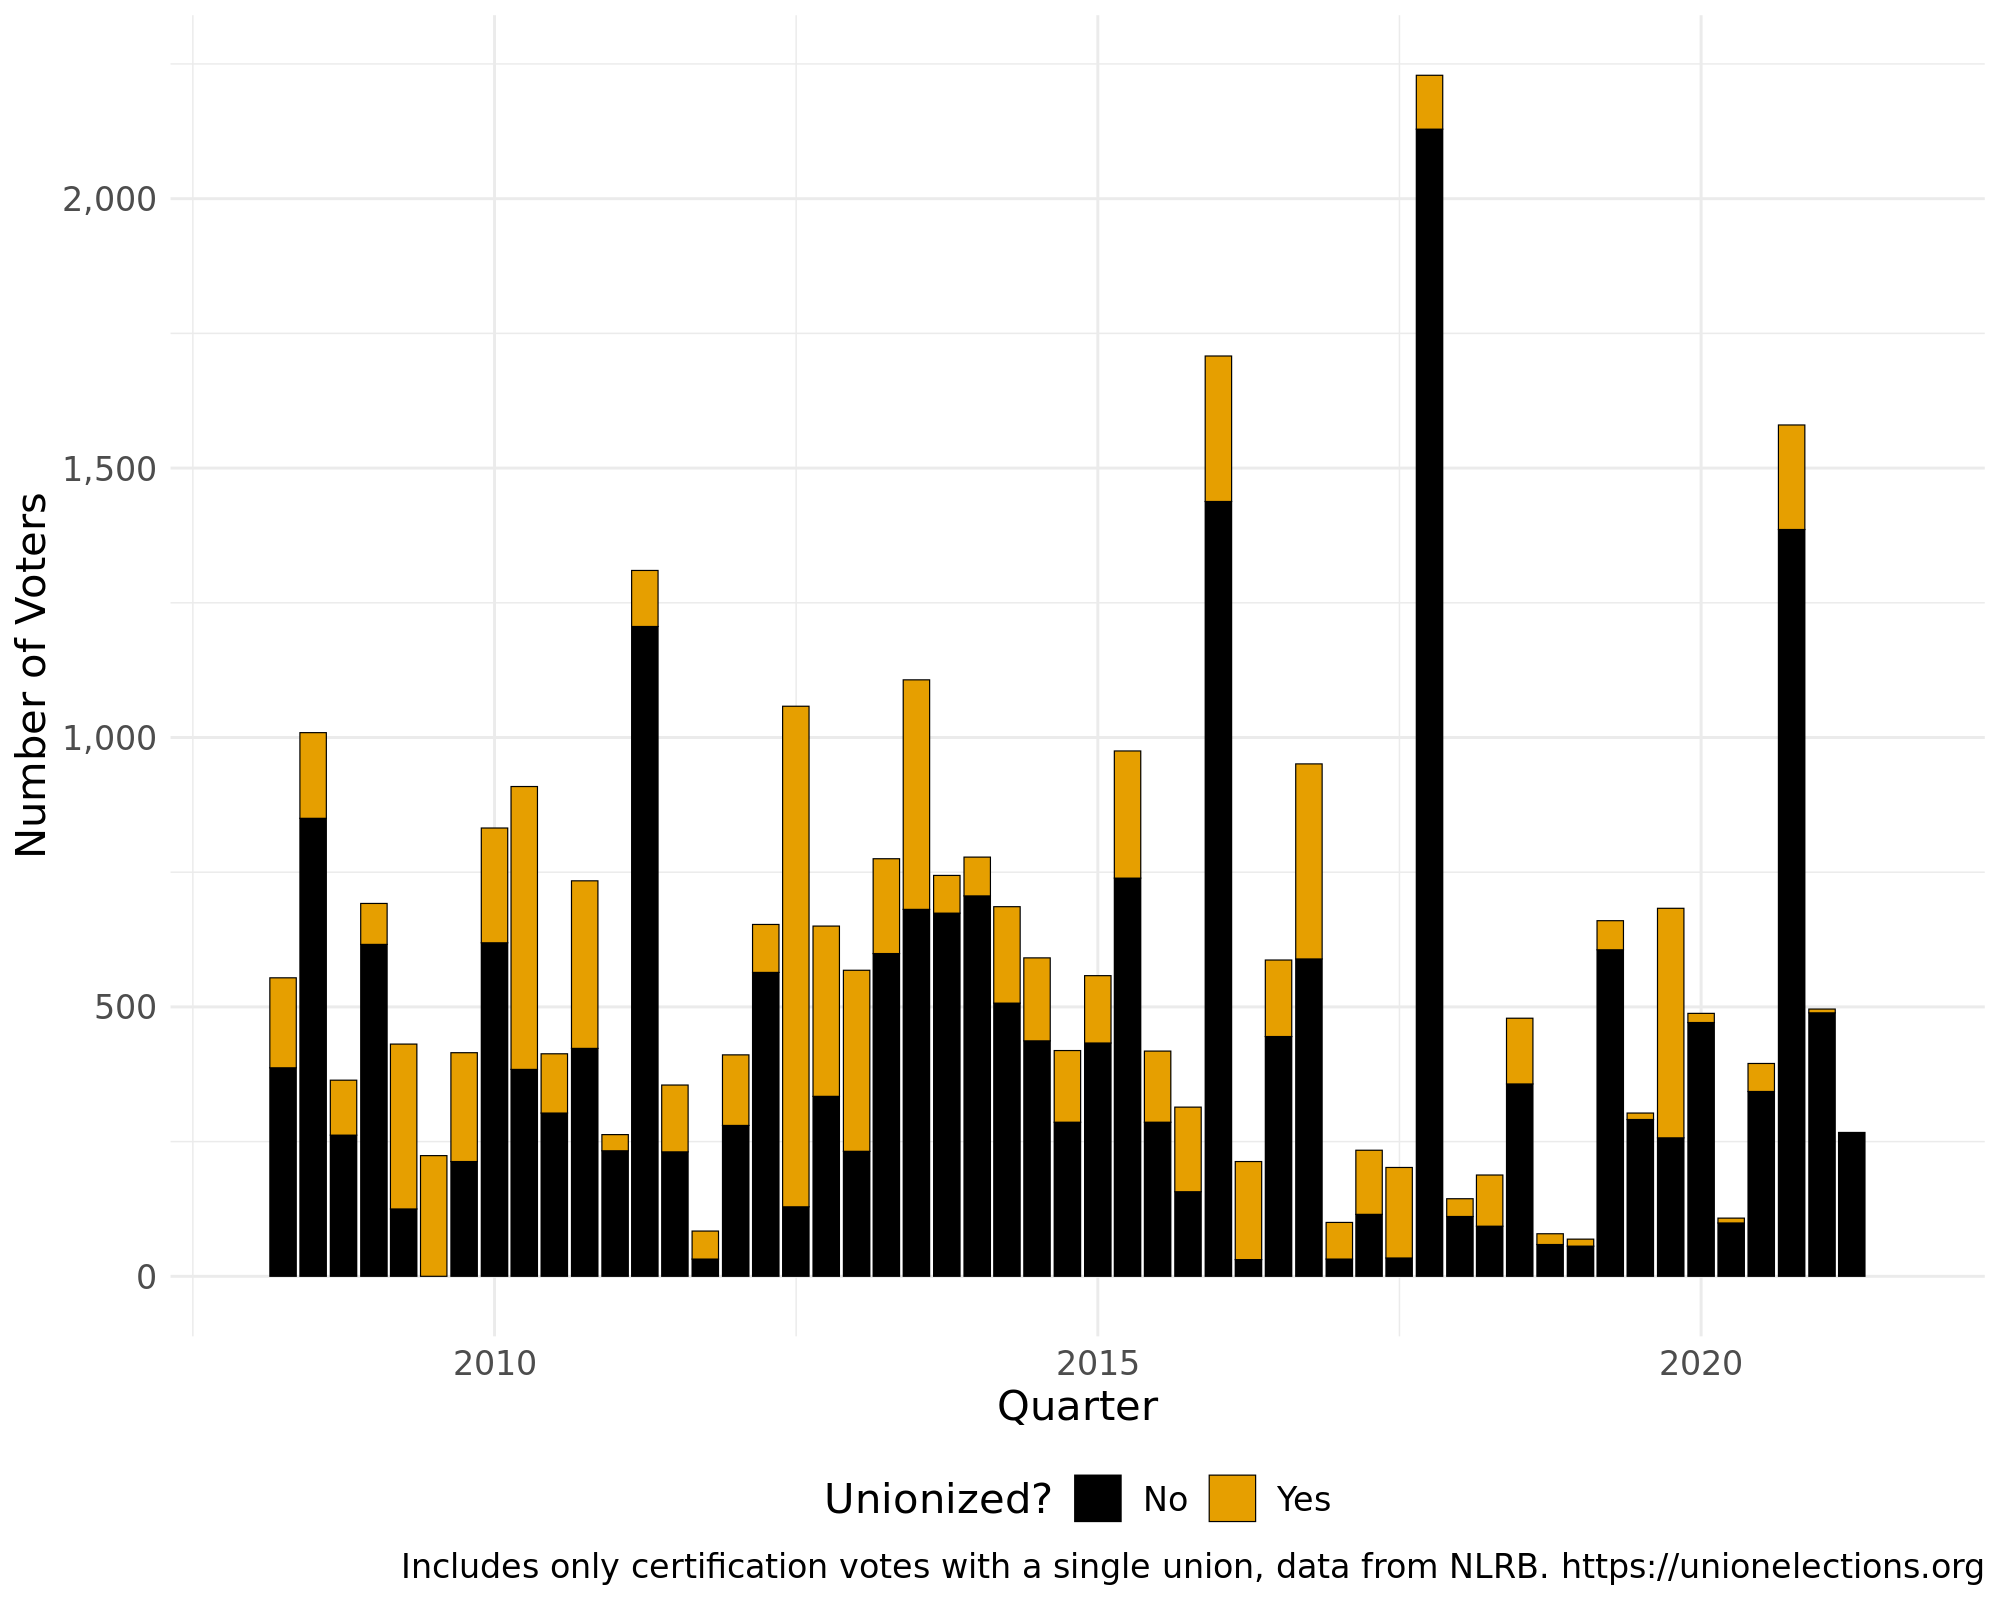 2,000
1,500
1,000
500
0
Number of Voters
2010 2015 2020
Quarter
Unionized? No Yes
Includes only certification votes with a single union, data from NLRB. https://unionelections.org